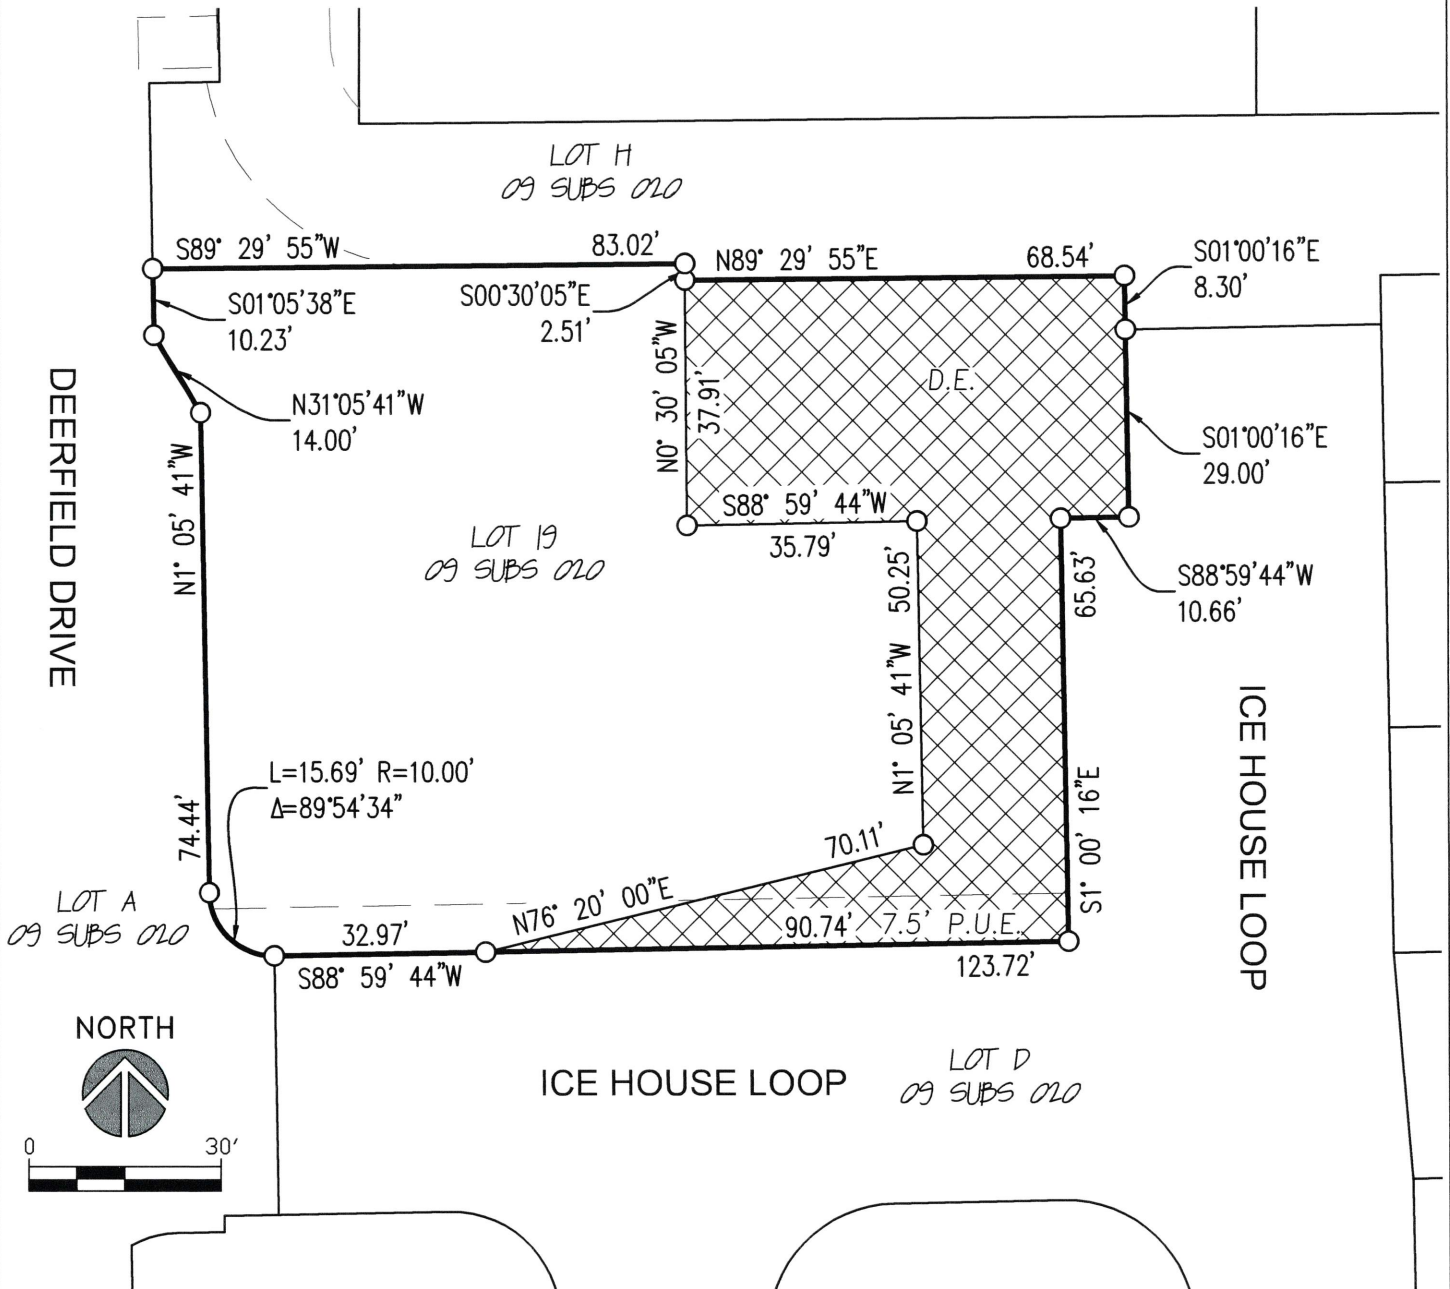 LOT H
09 SUBS 020
S89° 29' 55"W
83.02'
N89° 29' 55"E
68.54'
S01°00'16"E
8.30'
S01°05'38"E
10.23'
S00°30'05"E
2.51'
N0° 30' 05"W
37.91'
D.E.
N31°05'41"W
14.00'
S01°00'16"E
29.00'
DEERFIELD DRIVE
N1° 05' 41"W
74.44'
LOT 19
09 SUBS 020
S88° 59' 44"W
35.79'
50.25'
N1° 05' 41"W
65.63'
S1° 00' 16"E
S88°59'44"W
10.66'
ICE HOUSE LOOP
L=15.69' R=10.00'
Δ=89°54'34"
70.11'
N76° 20' 00"E
LOT A
09 SUBS 020
32.97'
S88° 59' 44"W
90.74'
7.5' P.U.E.
123.72'
NORTH
0 30'
ICE HOUSE LOOP
LOT D
09 SUBS 020